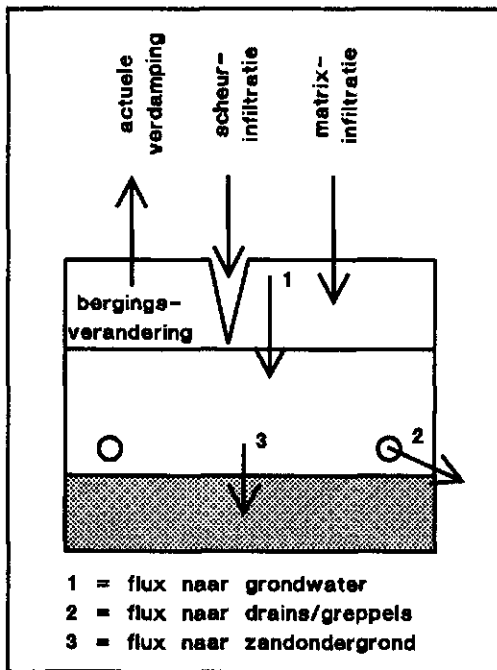 actuele
verdamping
scheur-
infiltratie
matrix-
infiltratie
1
bergings-
verandering
3
2
1 = flux naar grondwater
2 = flux naar drains/greppels
3 = flux naar zandondergrond